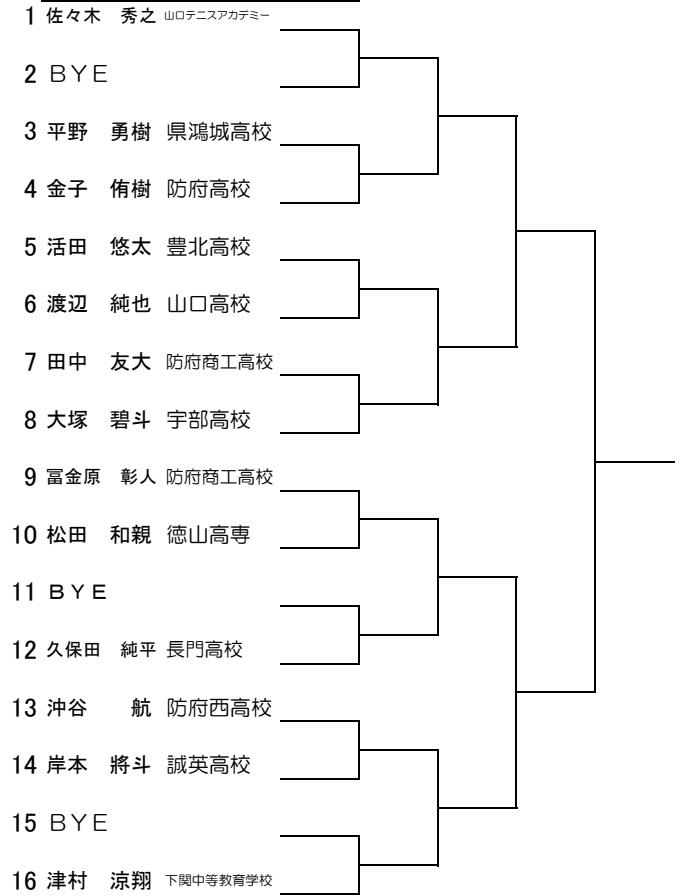 1 佐々木　秀之 山口テニスアカデミー
2 ＢＹＥ
3 平野　勇樹 県鴻城高校
4 金子　侑樹 防府高校
5 活田　悠太 豊北高校
6 渡辺　純也 山口高校
7 田中　友大 防府商工高校
8 大塚　碧斗 宇部高校
9 冨金原　彰人 防府商工高校
10 松田　和親 徳山高専
11 ＢＹＥ
12 久保田　純平 長門高校
13 沖谷　　航 防府西高校
14 岸本　將斗 誠英高校
15 ＢＹＥ
16 津村　涼翔 下関中等教育学校